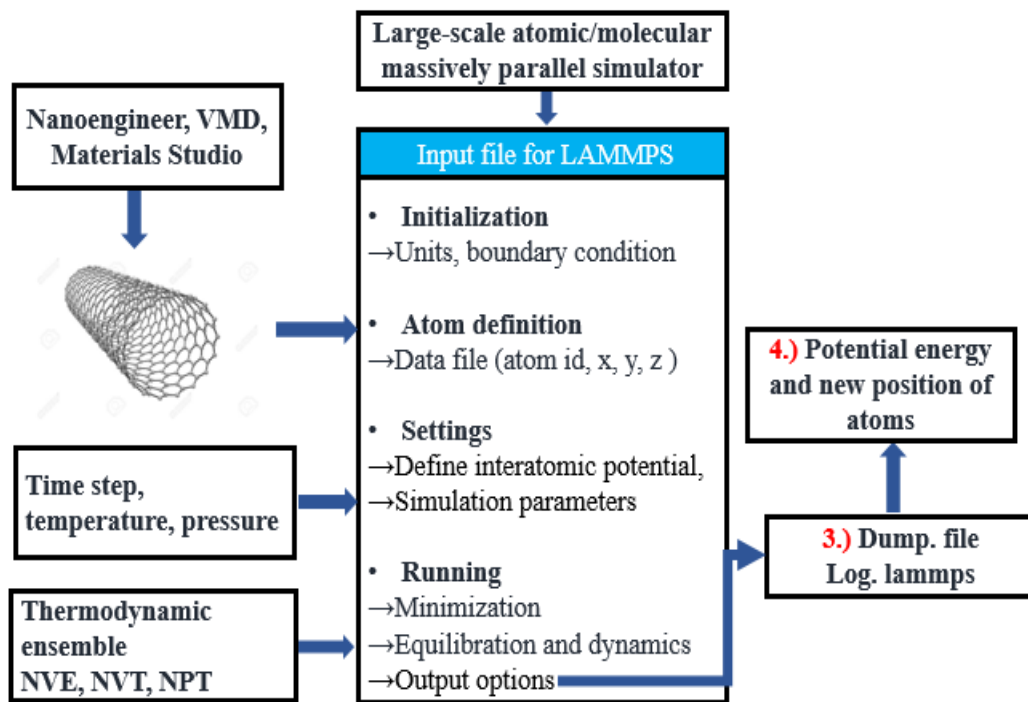 Large-scale atomic/molecular
massively parallel simulator
Nanoengineer, VMD,
Materials Studio
Input file for LAMMPS
• Initialization
→Units, boundary condition
• Atom definition
→Data file (atom id, x, y, z )
• Settings
→Define interatomic potential,
→Simulation parameters
• Running
→Minimization
→Equilibration and dynamics
→Output options
Time step,
temperature, pressure
Thermodynamic
ensemble
NVE, NVT, NPT
4.) Potential energy
and new position of
atoms
3.) Dump. file
Log. lammps